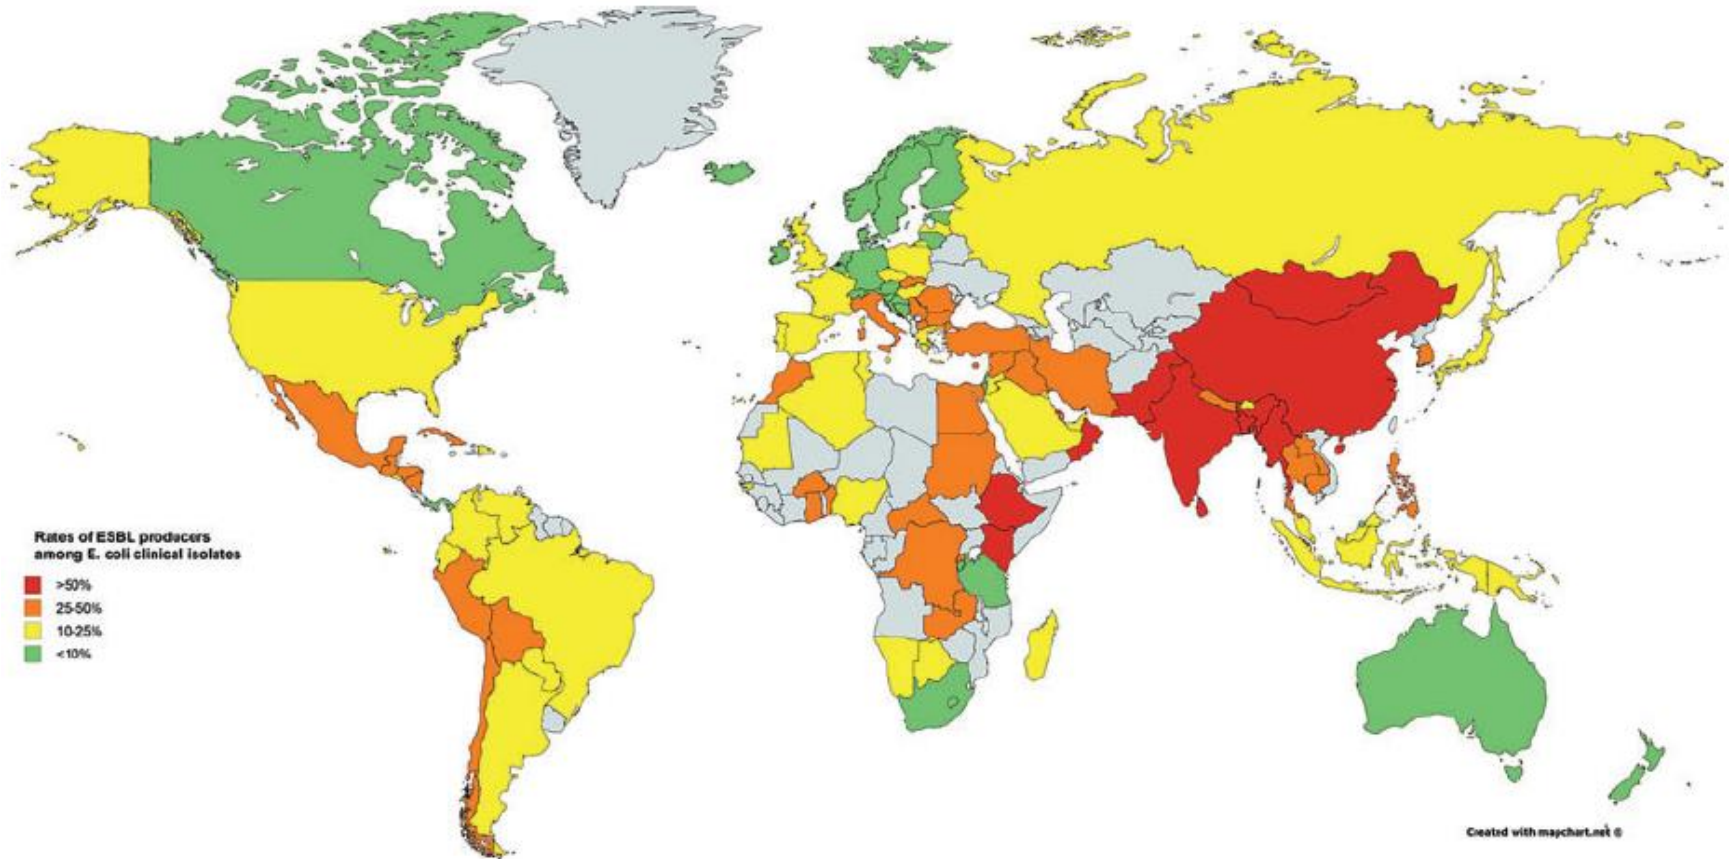 Rates of ESBL producers
among E. coli clinical isolates
>50%
25-50%
10-25%
<10%
Created with mapchart.net ©